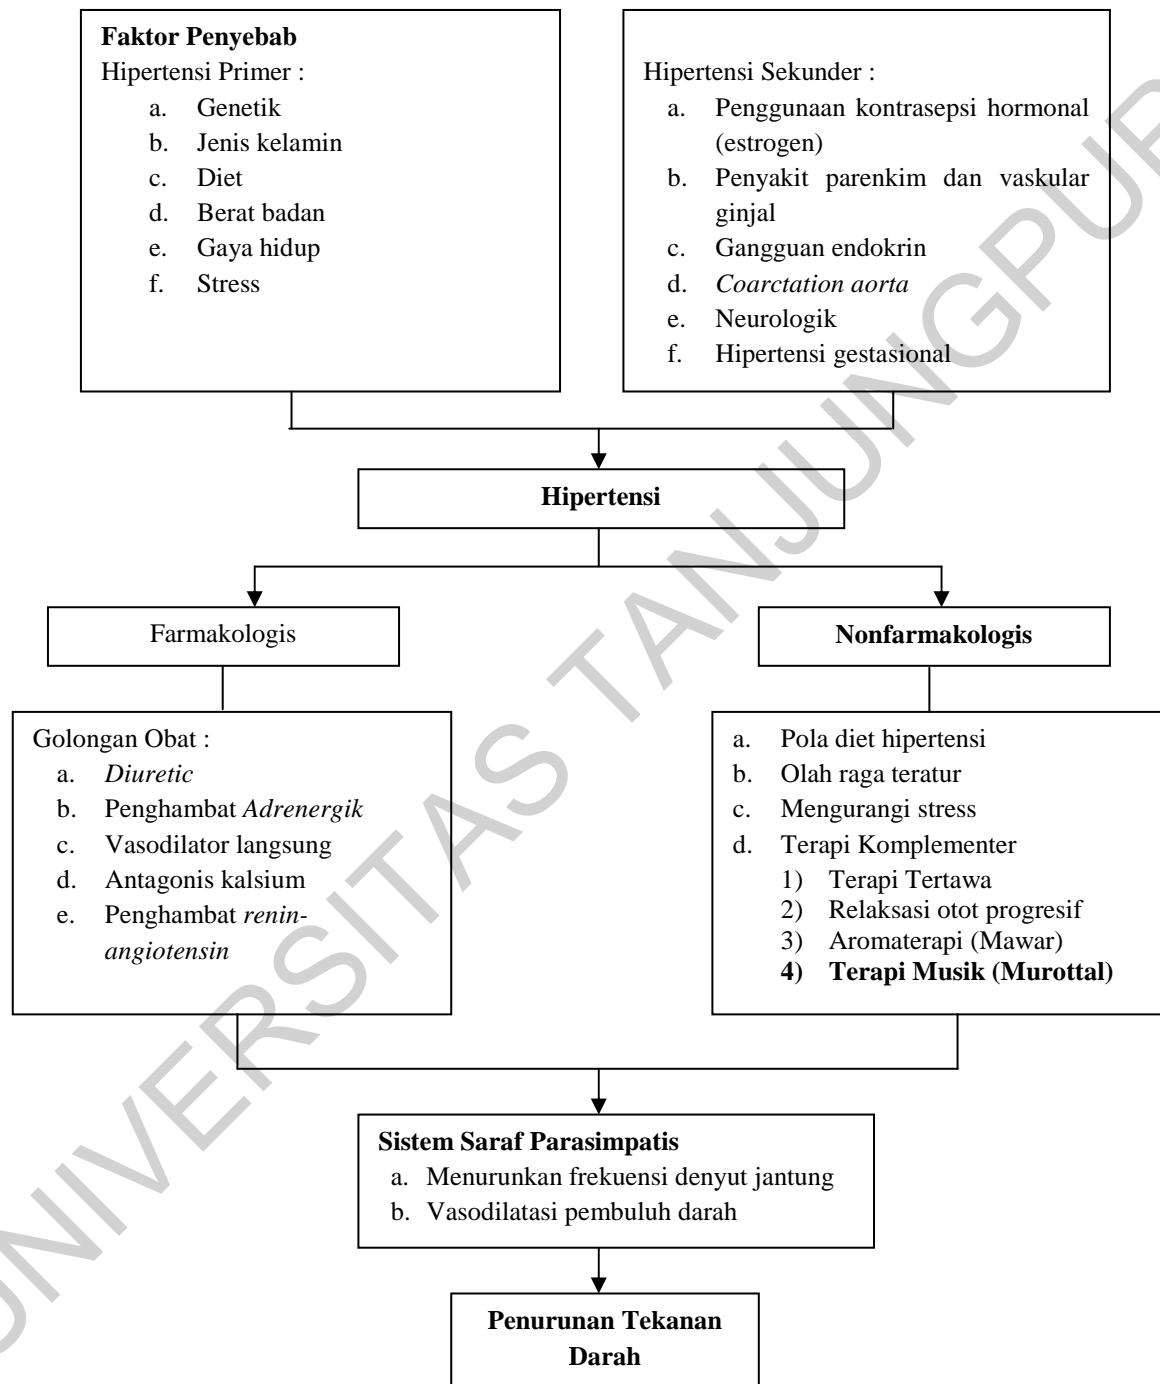 Faktor Penyebab
Hipertensi Primer :
a. Genetik
b. Jenis kelamin
c. Diet
d. Berat badan
e. Gaya hidup
f. Stress
Hipertensi Sekunder :
a. Penggunaan kontrasepsi hormonal
(estrogen)
b. Penyakit parenkim dan vaskular
ginjal
c. Gangguan endokrin
d. Coarctation aorta
e. Neurologik
f. Hipertensi gestasional
Hipertensi
Farmakologis
Nonfarmakologis
Golongan Obat :
a. Diuretic
b. Penghambat Adrenergik
c. Vasodilator langsung
d. Antagonis kalsium
e. Penghambat renin-
angiotensin
a. Pola diet hipertensi
b. Olah raga teratur
c. Mengurangi stress
d. Terapi Komplementer
1) Terapi Tertawa
2) Relaksasi otot progresif
3) Aromaterapi (Mawar)
4) Terapi Musik (Murottal)
Sistem Saraf Parasimpatis
a. Menurunkan frekuensi denyut jantung
b. Vasodilatasi pembuluh darah
Penurunan Tekanan
Darah
UNIVERSITAS TANJUNGPUR